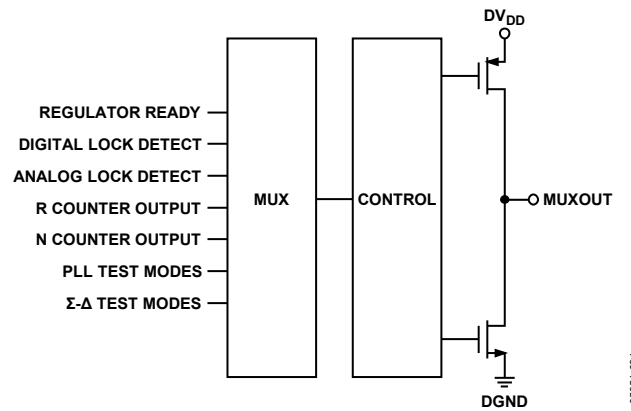 DVDD
REGULATOR READY
DIGITAL LOCK DETECT
ANALOG LOCK DETECT
R COUNTER OUTPUT
N COUNTER OUTPUT
PLL TEST MODES
Σ-Δ TEST MODES
MUX
CONTROL
MUXOUT
DGND